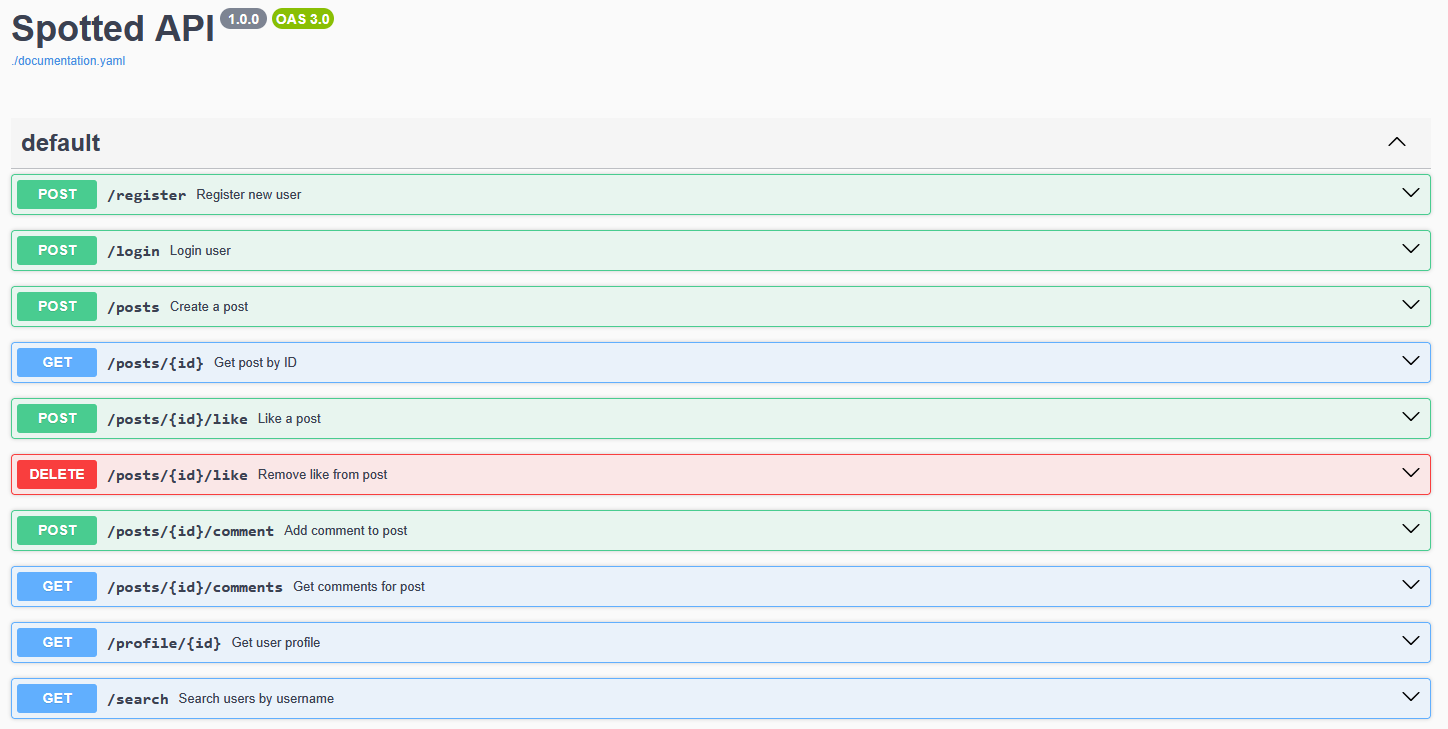 Spotted API 1.0.0 OAS 3.0
./documentation.yaml
default
POST /register Register new user
POST /login Login user
POST /posts Create a post
GET /posts/{id} Get post by ID
POST /posts/{id}/like Like a post
DELETE /posts/{id}/like Remove like from post
POST /posts/{id}/comment Add comment to post
GET /posts/{id}/comments Get comments for post
GET /profile/{id} Get user profile
GET /search Search users by username